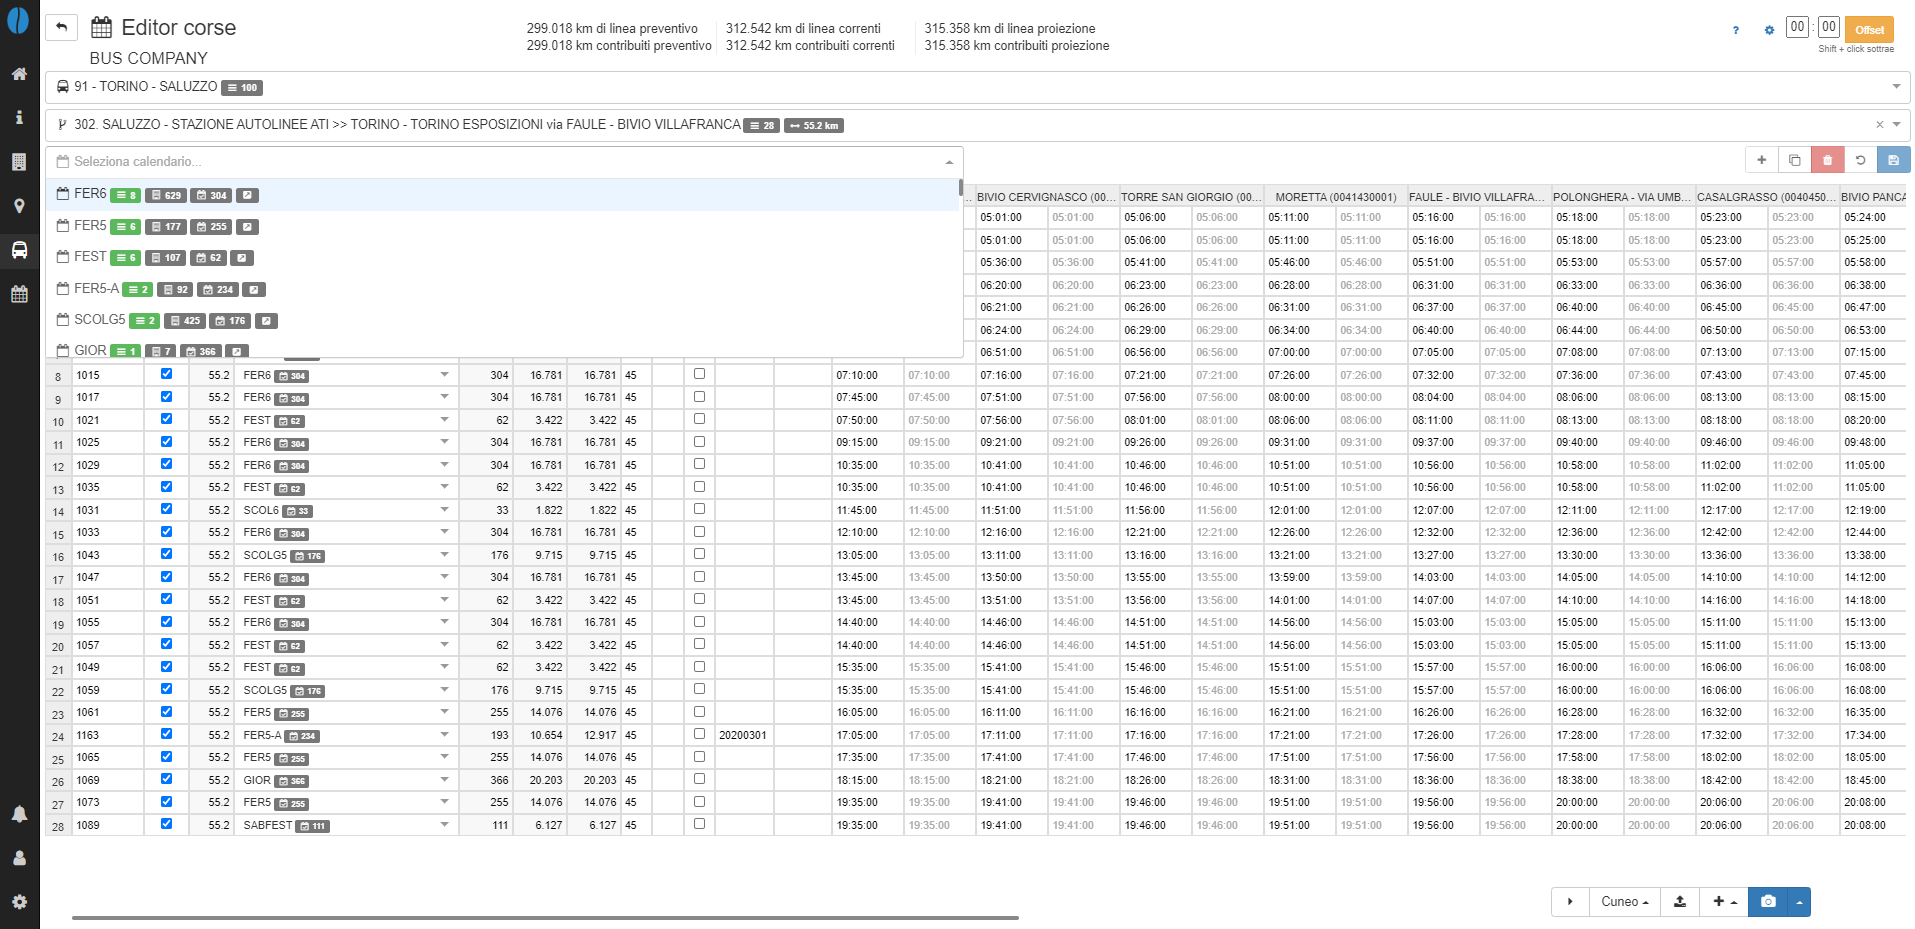 Editor corse
BUS COMPANY
299.018 km di linea preventivo
299.018 km contribuiti preventivo
312.542 km di linea correnti
312.542 km contribuiti correnti
315.358 km di linea proiezione
315.358 km contribuiti proiezione
?
00 : 00 Offset
Shift + click sottrae
91 - TORINO - SALUZZO 100
302. SALUZZO - STAZIONE AUTOLINEE ATI >> TORINO - TORINO ESPOSIZIONI via FAULE - BIVIO VILLAFRANCA 28 55.2 km
Seleziona calendario...
FER6 8 629 304
FER5 6 177 255
FEST 6 107 62
FER5-A 2 92 234
SCOLG5 2 425 176
GIOR 1 7 366
... BIVIO CERVIGNASCO (00... TORRE SAN GIORGIO (00... MORETTA (0041430001) FAULE - BIVIO VILLAFRA... POLONGHERA - VIA UMB... CASALGRASSO (0040450... BIVIO PANCA
05:01:00 05:01:00 05:06:00 05:06:00 05:11:00 05:11:00 05:16:00 05:16:00 05:18:00 05:18:00 05:23:00 05:23:00 05:24:00
05:01:00 05:01:00 05:06:00 05:06:00 05:11:00 05:11:00 05:16:00 05:16:00 05:18:00 05:18:00 05:23:00 05:23:00 05:25:00
05:36:00 05:36:00 05:41:00 05:41:00 05:46:00 05:46:00 05:51:00 05:51:00 05:53:00 05:53:00 05:57:00 05:57:00 05:58:00
06:20:00 06:20:00 06:23:00 06:23:00 06:28:00 06:28:00 06:31:00 06:31:00 06:33:00 06:33:00 06:36:00 06:36:00 06:38:00
06:21:00 06:21:00 06:26:00 06:26:00 06:31:00 06:31:00 06:37:00 06:37:00 06:40:00 06:40:00 06:45:00 06:45:00 06:47:00
06:24:00 06:24:00 06:29:00 06:29:00 06:34:00 06:34:00 06:40:00 06:40:00 06:44:00 06:44:00 06:50:00 06:50:00 06:53:00
06:51:00 06:51:00 06:56:00 06:56:00 07:00:00 07:00:00 07:05:00 07:05:00 07:08:00 07:08:00 07:13:00 07:13:00 07:15:00
8 1015 55.2 FER6 304 304 16.781 16.781 45 07:10:00 07:10:00 07:16:00 07:16:00 07:21:00 07:21:00 07:26:00 07:26:00 07:32:00 07:32:00 07:36:00 07:36:00 07:43:00 07:43:00 07:45:00
9 1017 55.2 FER6 304 304 16.781 16.781 45 07:45:00 07:45:00 07:51:00 07:51:00 07:56:00 07:56:00 08:00:00 08:00:00 08:04:00 08:04:00 08:06:00 08:06:00 08:13:00 08:13:00 08:15:00
10 1021 55.2 FEST 62 62 3.422 3.422 45 07:50:00 07:50:00 07:56:00 07:56:00 08:01:00 08:01:00 08:06:00 08:06:00 08:11:00 08:11:00 08:13:00 08:13:00 08:18:00 08:18:00 08:20:00
11 1025 55.2 FER6 304 304 16.781 16.781 45 09:15:00 09:15:00 09:21:00 09:21:00 09:26:00 09:26:00 09:31:00 09:31:00 09:37:00 09:37:00 09:40:00 09:40:00 09:46:00 09:46:00 09:48:00
12 1029 55.2 FER6 304 304 16.781 16.781 45 10:35:00 10:35:00 10:41:00 10:41:00 10:46:00 10:46:00 10:51:00 10:51:00 10:56:00 10:56:00 10:58:00 10:58:00 11:02:00 11:02:00 11:05:00
13 1035 55.2 FEST 62 62 3.422 3.422 45 10:35:00 10:35:00 10:41:00 10:41:00 10:46:00 10:46:00 10:51:00 10:51:00 10:56:00 10:56:00 10:58:00 10:58:00 11:02:00 11:02:00 11:05:00
14 1031 55.2 SCOL6 33 33 1.822 1.822 45 11:45:00 11:45:00 11:51:00 11:51:00 11:56:00 11:56:00 12:01:00 12:01:00 12:07:00 12:07:00 12:11:00 12:11:00 12:17:00 12:17:00 12:19:00
15 1033 55.2 FER6 304 304 16.781 16.781 45 12:10:00 12:10:00 12:16:00 12:16:00 12:21:00 12:21:00 12:26:00 12:26:00 12:32:00 12:32:00 12:36:00 12:36:00 12:42:00 12:42:00 12:44:00
16 1043 55.2 SCOLG5 176 176 9.715 9.715 45 13:05:00 13:05:00 13:11:00 13:11:00 13:16:00 13:16:00 13:21:00 13:21:00 13:27:00 13:27:00 13:30:00 13:30:00 13:36:00 13:36:00 13:38:00
17 1047 55.2 FER6 304 304 16.781 16.781 45 13:45:00 13:45:00 13:50:00 13:50:00 13:55:00 13:55:00 13:59:00 13:59:00 14:03:00 14:03:00 14:05:00 14:05:00 14:10:00 14:10:00 14:12:00
18 1051 55.2 FEST 62 62 3.422 3.422 45 13:45:00 13:45:00 13:51:00 13:51:00 13:56:00 13:56:00 14:01:00 14:01:00 14:07:00 14:07:00 14:10:00 14:10:00 14:16:00 14:16:00 14:18:00
19 1055 55.2 FER6 304 304 16.781 16.781 45 14:40:00 14:40:00 14:46:00 14:46:00 14:51:00 14:51:00 14:56:00 14:56:00 15:03:00 15:03:00 15:05:00 15:05:00 15:11:00 15:11:00 15:13:00
20 1057 55.2 FEST 62 62 3.422 3.422 45 14:40:00 14:40:00 14:46:00 14:46:00 14:51:00 14:51:00 14:56:00 14:56:00 15:03:00 15:03:00 15:05:00 15:05:00 15:11:00 15:11:00 15:13:00
21 1049 55.2 FEST 62 62 3.422 3.422 45 15:35:00 15:35:00 15:41:00 15:41:00 15:46:00 15:46:00 15:51:00 15:51:00 15:57:00 15:57:00 16:00:00 16:00:00 16:06:00 16:06:00 16:08:00
22 1059 55.2 SCOLG5 176 176 9.715 9.715 45 15:35:00 15:35:00 15:41:00 15:41:00 15:46:00 15:46:00 15:51:00 15:51:00 15:57:00 15:57:00 16:00:00 16:00:00 16:06:00 16:06:00 16:08:00
23 1061 55.2 FER5 255 255 14.076 14.076 45 16:05:00 16:05:00 16:11:00 16:11:00 16:16:00 16:16:00 16:21:00 16:21:00 16:26:00 16:26:00 16:28:00 16:28:00 16:32:00 16:32:00 16:35:00
24 1163 55.2 FER5-A 234 193 10.654 12.917 45 20200301 17:05:00 17:05:00 17:11:00 17:11:00 17:16:00 17:16:00 17:21:00 17:21:00 17:26:00 17:26:00 17:28:00 17:28:00 17:32:00 17:32:00 17:34:00
25 1065 55.2 FER5 255 255 14.076 14.076 45 17:35:00 17:35:00 17:41:00 17:41:00 17:46:00 17:46:00 17:51:00 17:51:00 17:56:00 17:56:00 17:58:00 17:58:00 18:02:00 18:02:00 18:05:00
26 1069 55.2 GIOR 366 366 20.203 20.203 45 18:15:00 18:15:00 18:21:00 18:21:00 18:26:00 18:26:00 18:31:00 18:31:00 18:36:00 18:36:00 18:38:00 18:38:00 18:42:00 18:42:00 18:45:00
27 1073 55.2 FER5 255 255 14.076 14.076 45 19:35:00 19:35:00 19:41:00 19:41:00 19:46:00 19:46:00 19:51:00 19:51:00 19:56:00 19:56:00 20:00:00 20:00:00 20:06:00 20:06:00 20:08:00
28 1089 55.2 SABFEST 111 111 6.127 6.127 45 19:35:00 19:35:00 19:41:00 19:41:00 19:46:00 19:46:00 19:51:00 19:51:00 19:56:00 19:56:00 20:00:00 20:00:00 20:06:00 20:06:00 20:08:00
Cuneo